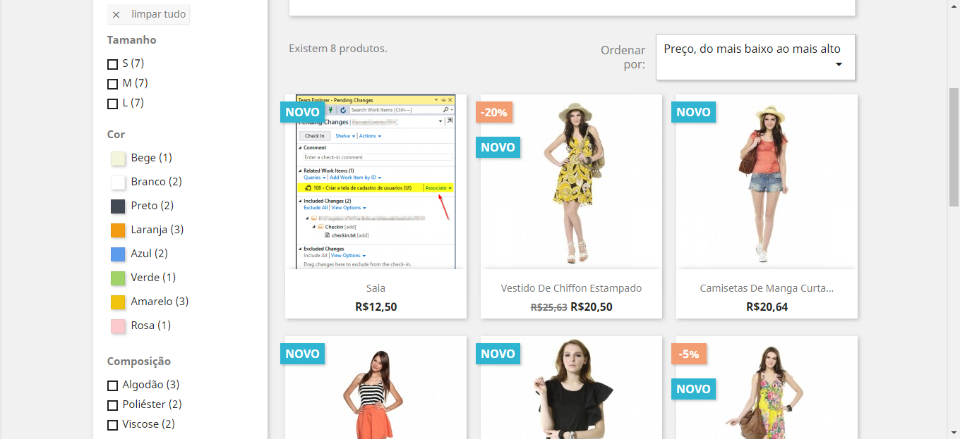 × limpar tudo
Tamanho
S (7)
M (7)
L (7)
Cor
Bege (1)
Branco (2)
Preto (2)
Laranja (3)
Azul (2)
Verde (1)
Amarelo (3)
Rosa (1)
Composição
Algodão (3)
Poliéster (2)
Viscose (2)
Existem 8 produtos.
Ordenar
por:
Preço, do mais baixo ao mais alto
NOVO
Team Explorer - Pending Changes
Search Work Items (Ctrl+
Pending Changes
Check In
Shelve
Actions
Comment
Enter a check-in comment
Related Work Items (1)
Queries
Add Work Item by ID
Criar a tela de cadastro de usuarios (UI)
Associate
Included Changes (2)
Exclude All | View Options
Checkin [add]
checkin.txt [add]
Excluded Changes
Include All | View Options
Drag changes here to exclude from the check-in.
Saia
R$12,50
-20%
NOVO
Vestido De Chiffon Estampado
R$25,63 R$20,50
NOVO
Camisetas De Manga Curta...
R$20,64
NOVO
NOVO
-5%
NOVO